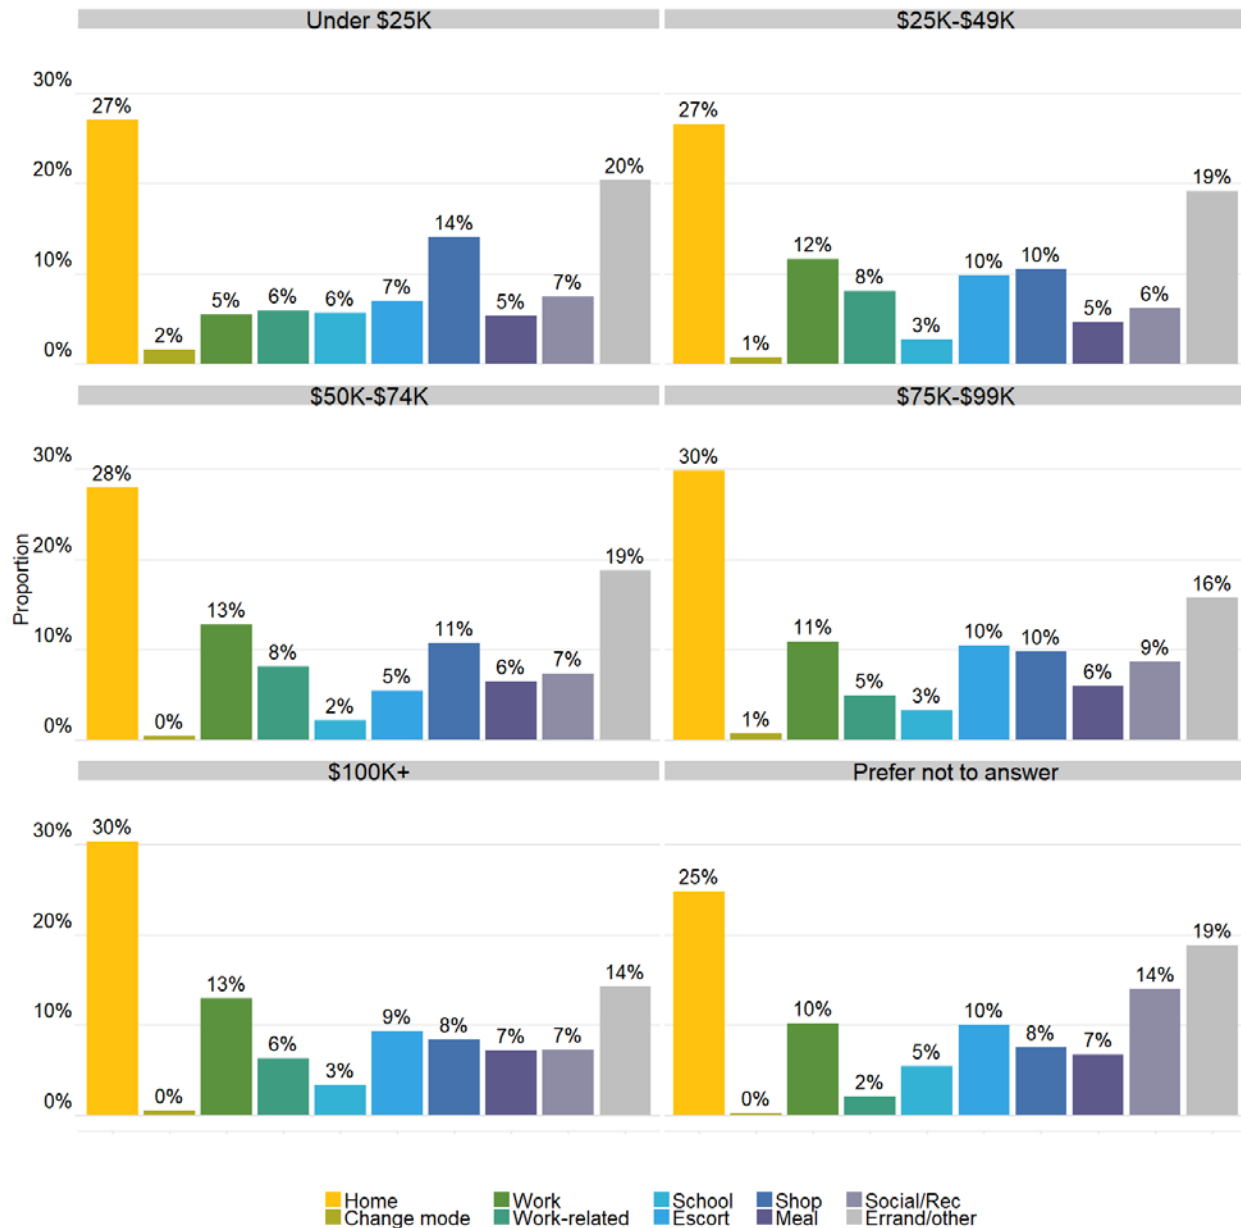 Under $25K $25K-$49K
30% 27% 27%
20% 20% 19%
14%
10% 12% 10% 10%
5% 6% 6% 7% 5% 7% 8% 3% 5% 6%
2% 1%
0%
$50K-$74K $75K-$99K
30% 28% 30%
20% 19% 16%
13% 11% 11% 10% 10%
10% 8% 5% 6% 7% 5% 3% 6% 9%
0% 2% 1%
0%
Proportion
$100K+ Prefer not to answer
30% 30% 25%
20% 19%
13% 14% 14%
10% 9% 8% 10% 10%
6% 3% 7% 7% 5% 8% 7%
0% 0% 2%
0%
Home Work School Shop Social/Rec
Change mode Work-related Escort Meal Errand/other